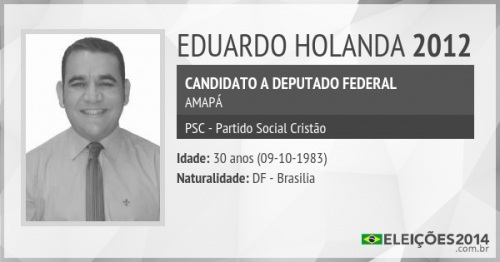 EDUARDO HOLANDA 2012
CANDIDATO A DEPUTADO FEDERAL
AMAPÁ
PSC - Partido Social Cristão
Idade: 30 anos (09-10-1983)
Naturalidade: DF - Brasilia
ELEIÇÕES2014
.com.br